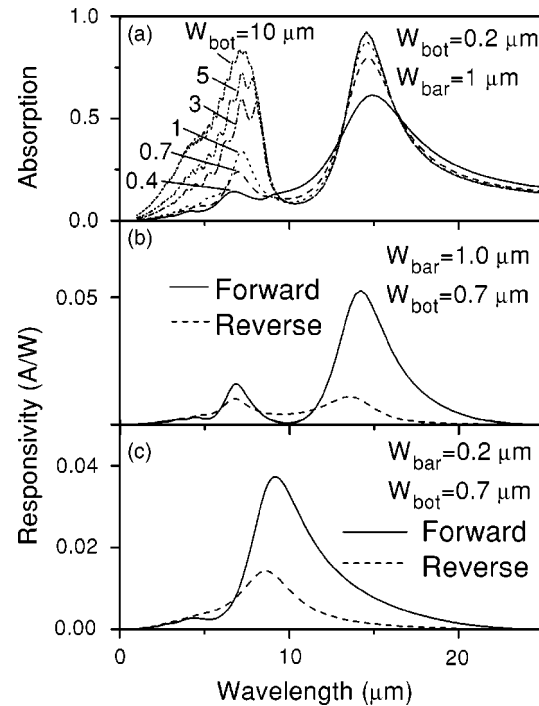 (a)
W_bot=10 μm
5
3
1
0.7
0.4
W_bot=0.2 μm
W_bar=1 μm
1.0
0.5
0.0
Absorption
(b)
W_bar=1.0 μm
W_bot=0.7 μm
Forward
Reverse
0.05
(c)
W_bar=0.2 μm
W_bot=0.7 μm
Forward
Reverse
0.04
0.02
0.00
Responsivity (A/W)
0 10 20
Wavelength (μm)